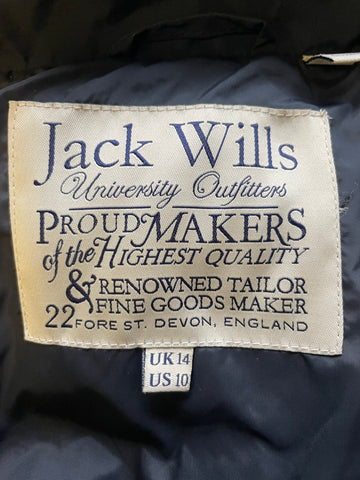 Jack Wills
University Outfitters
PROUD MAKERS
of the HIGHEST QUALITY
& RENOWNED TAILOR
FINE GOODS MAKER
22 FORE ST. DEVON, ENGLAND
UK 14
US 10